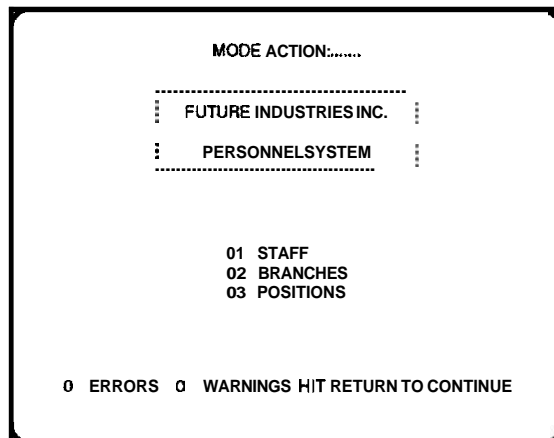 MODE ACTION:.......
FUTURE INDUSTRIES INC.
PERSONNELSYSTEM
01 STAFF
02 BRANCHES
03 POSITIONS
0 ERRORS 0 WARNINGS HIT RETURN TO CONTINUE